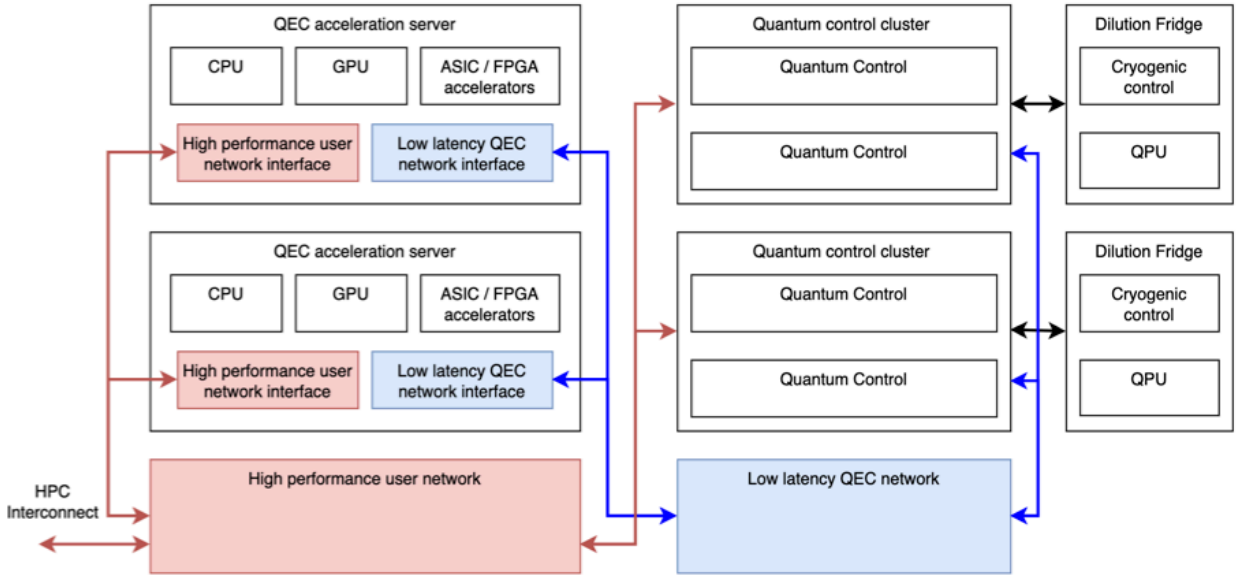 QEC acceleration server
CPU
GPU
ASIC / FPGA
accelerators
High performance user
network interface
Low latency QEC
network interface
Quantum control cluster
Quantum Control
Quantum Control
Dilution Fridge
Cryogenic
control
QPU
QEC acceleration server
CPU
GPU
ASIC / FPGA
accelerators
High performance user
network interface
Low latency QEC
network interface
Quantum control cluster
Quantum Control
Quantum Control
Dilution Fridge
Cryogenic
control
QPU
HPC
Interconnect
High performance user network
Low latency QEC network